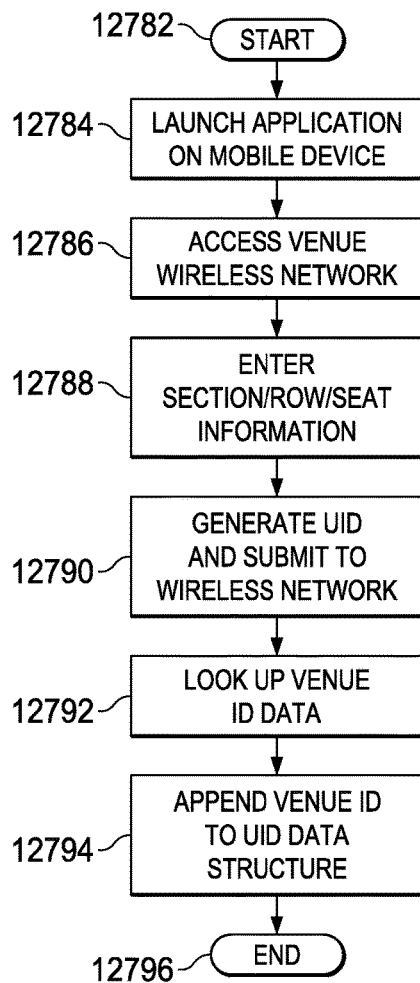 12782
START
12784
LAUNCH APPLICATION
ON MOBILE DEVICE
12786
ACCESS VENUE
WIRELESS NETWORK
12788
ENTER
SECTION/ROW/SEAT
INFORMATION
12790
GENERATE UID
AND SUBMIT TO
WIRELESS NETWORK
12792
LOOK UP VENUE
ID DATA
12794
APPEND VENUE ID
TO UID DATA
STRUCTURE
12796
END